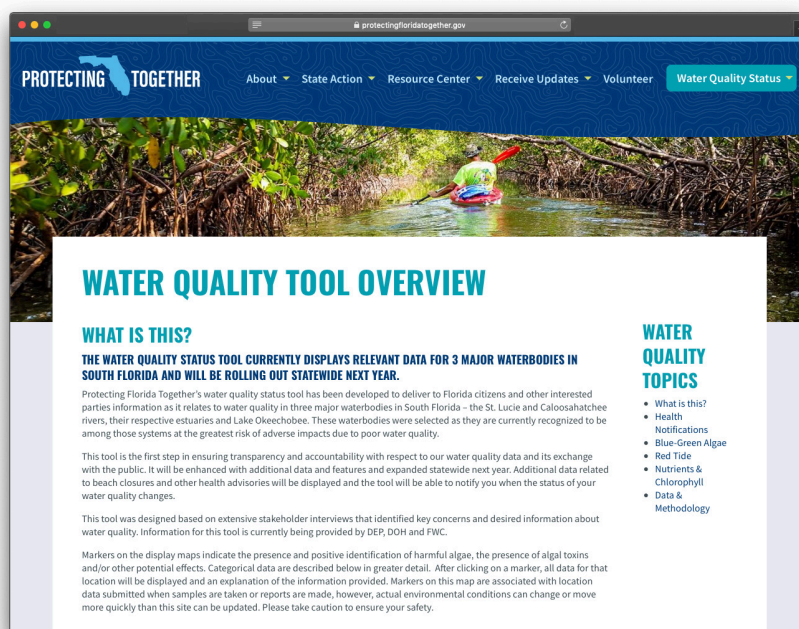 protectingfloridatogether.gov
PROTECTING TOGETHER
About State Action Resource Center Receive Updates Volunteer Water Quality Status
WATER QUALITY TOOL OVERVIEW
WHAT IS THIS?
THE WATER QUALITY STATUS TOOL CURRENTLY DISPLAYS RELEVANT DATA FOR 3 MAJOR WATERBODIES IN
SOUTH FLORIDA AND WILL BE ROLLING OUT STATEWIDE NEXT YEAR.
Protecting Florida Together's water quality status tool has been developed to deliver to Florida citizens and other interested
parties information as it relates to water quality in three major waterbodies in South Florida – the St. Lucie and Caloosahatchee
rivers, their respective estuaries and Lake Okeechobee. These waterbodies were selected as they are currently recognized to be
among those systems at the greatest risk of adverse impacts due to poor water quality.
This tool is the first step in ensuring transparency and accountability with respect to our water quality data and its exchange
with the public. It will be enhanced with additional data and features and expanded statewide next year. Additional data related
to beach closures and other health advisories will be displayed and the tool will be able to notify you when the status of your
water quality changes.
This tool was designed based on extensive stakeholder interviews that identified key concerns and desired information about
water quality. Information for this tool is currently being provided by DEP, DOH and FWC.
Markers on the display maps indicate the presence and positive identification of harmful algae, the presence of algal toxins
and/or other potential effects. Categorical data are described below in greater detail. After clicking on a marker, all data for that
location will be displayed and an explanation of the information provided. Markers on this map are associated with location
data submitted when samples are taken or reports are made, however, actual environmental conditions can change or move
more quickly than this site can be updated. Please take caution to ensure your safety.
WATER
QUALITY
TOPICS
What is this?
Health
Notifications
Blue-Green Algae
Red Tide
Nutrients &
Chlorophyll
Data &
Methodology